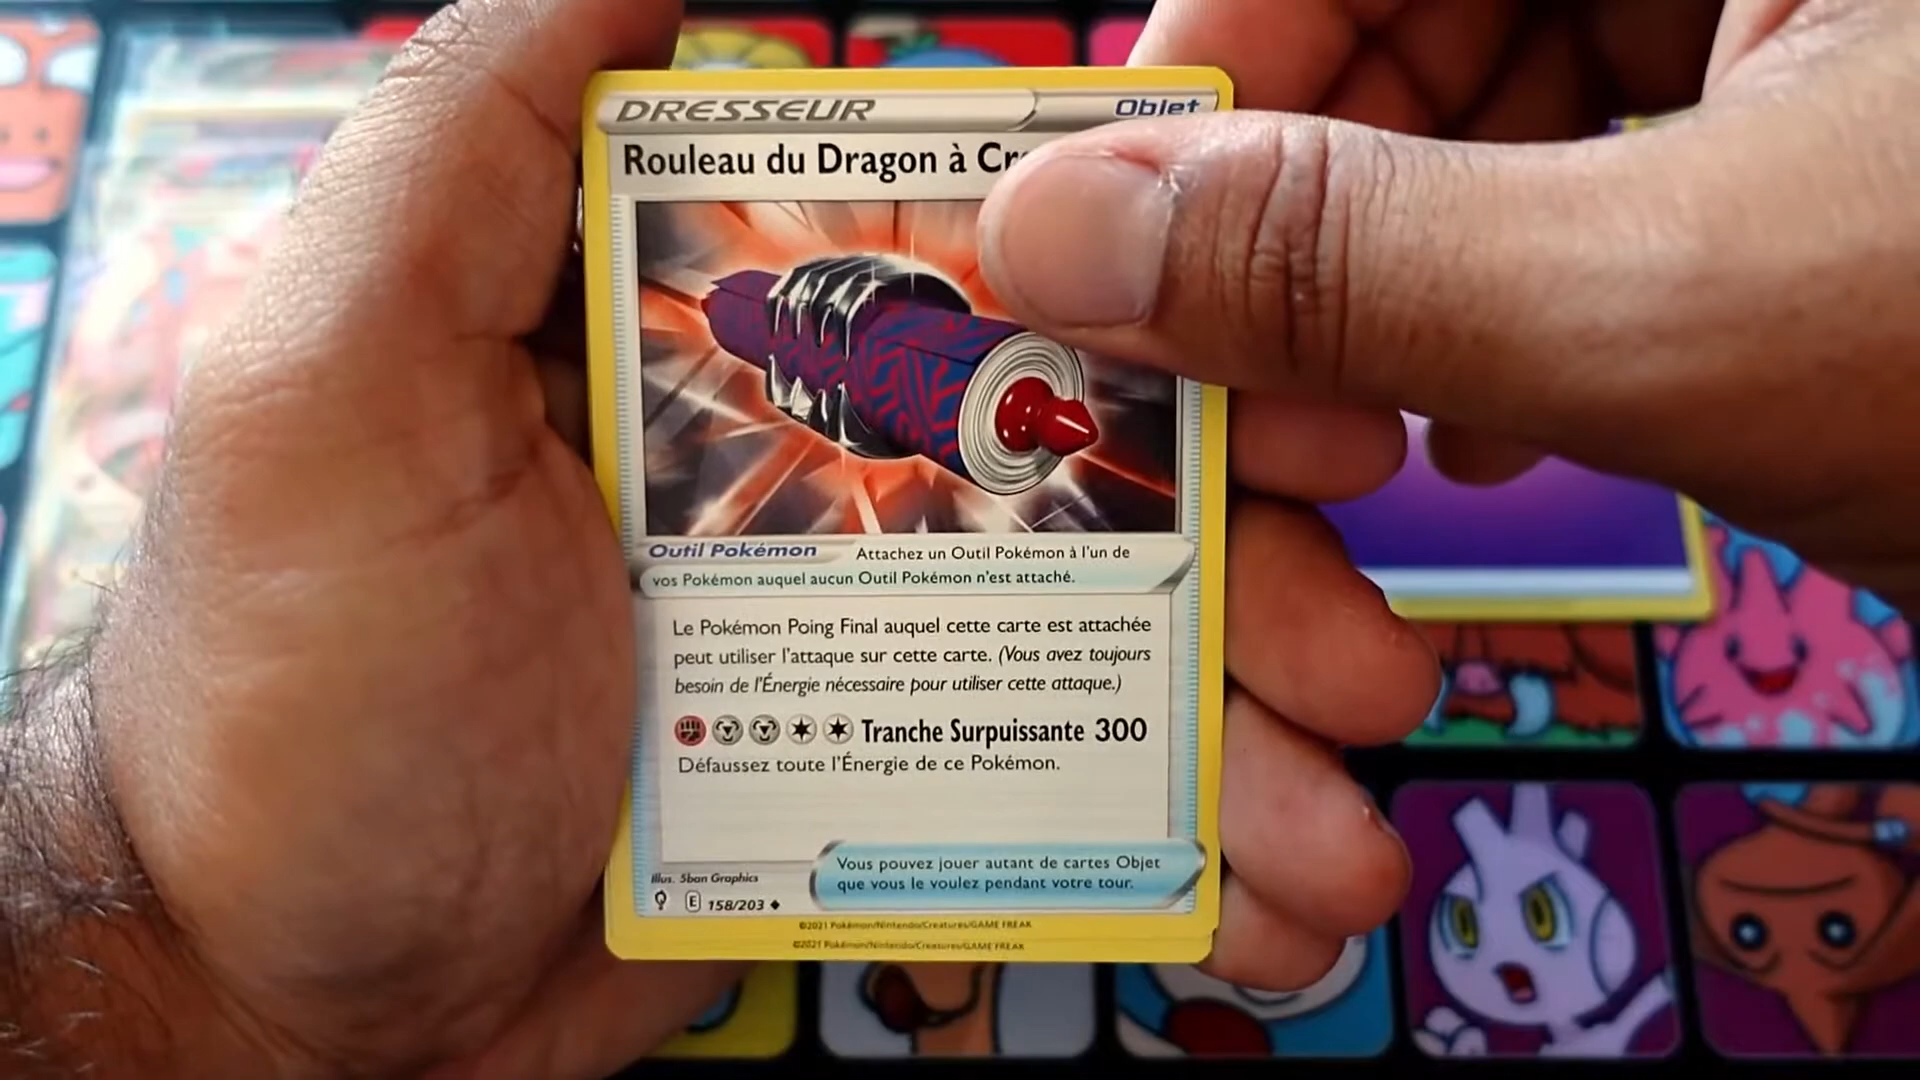 DRESSEUR
Objet
Rouleau du Dragon à
Outil Pokémon Attachez un Outil Pokémon à l'un de
vos Pokémon auquel aucun Outil Pokémon n'est attaché.
Le Pokémon Poing Final auquel cette carte est attachée
peut utiliser l'attaque sur cette carte. (Vous avez toujours
besoin de l'Énergie nécessaire pour utiliser cette attaque.)
Tranche Surpuissante 300
Défaussez toute l'Énergie de ce Pokémon.
Vous pouvez jouer autant de cartes Objet
que vous le voulez pendant votre tour.
Illus. 5ban Graphics
E 158/203
©2021 Pokémon/Nintendo/Creatures/GAME FREAK
©2021 Pokémon/Nintendo/Creatures/GAME FREAK